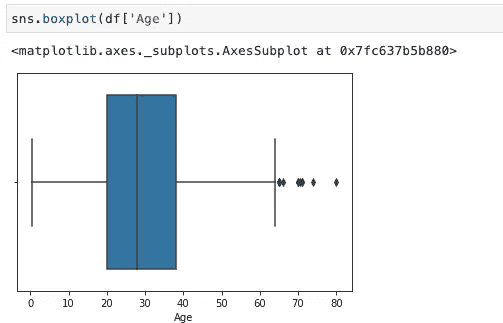 sns.boxplot(df['Age'])
<matplotlib.axes._subplots.AxesSubplot at 0x7fc637b5b880>
0 10 20 30 40 50 60 70 80
Age